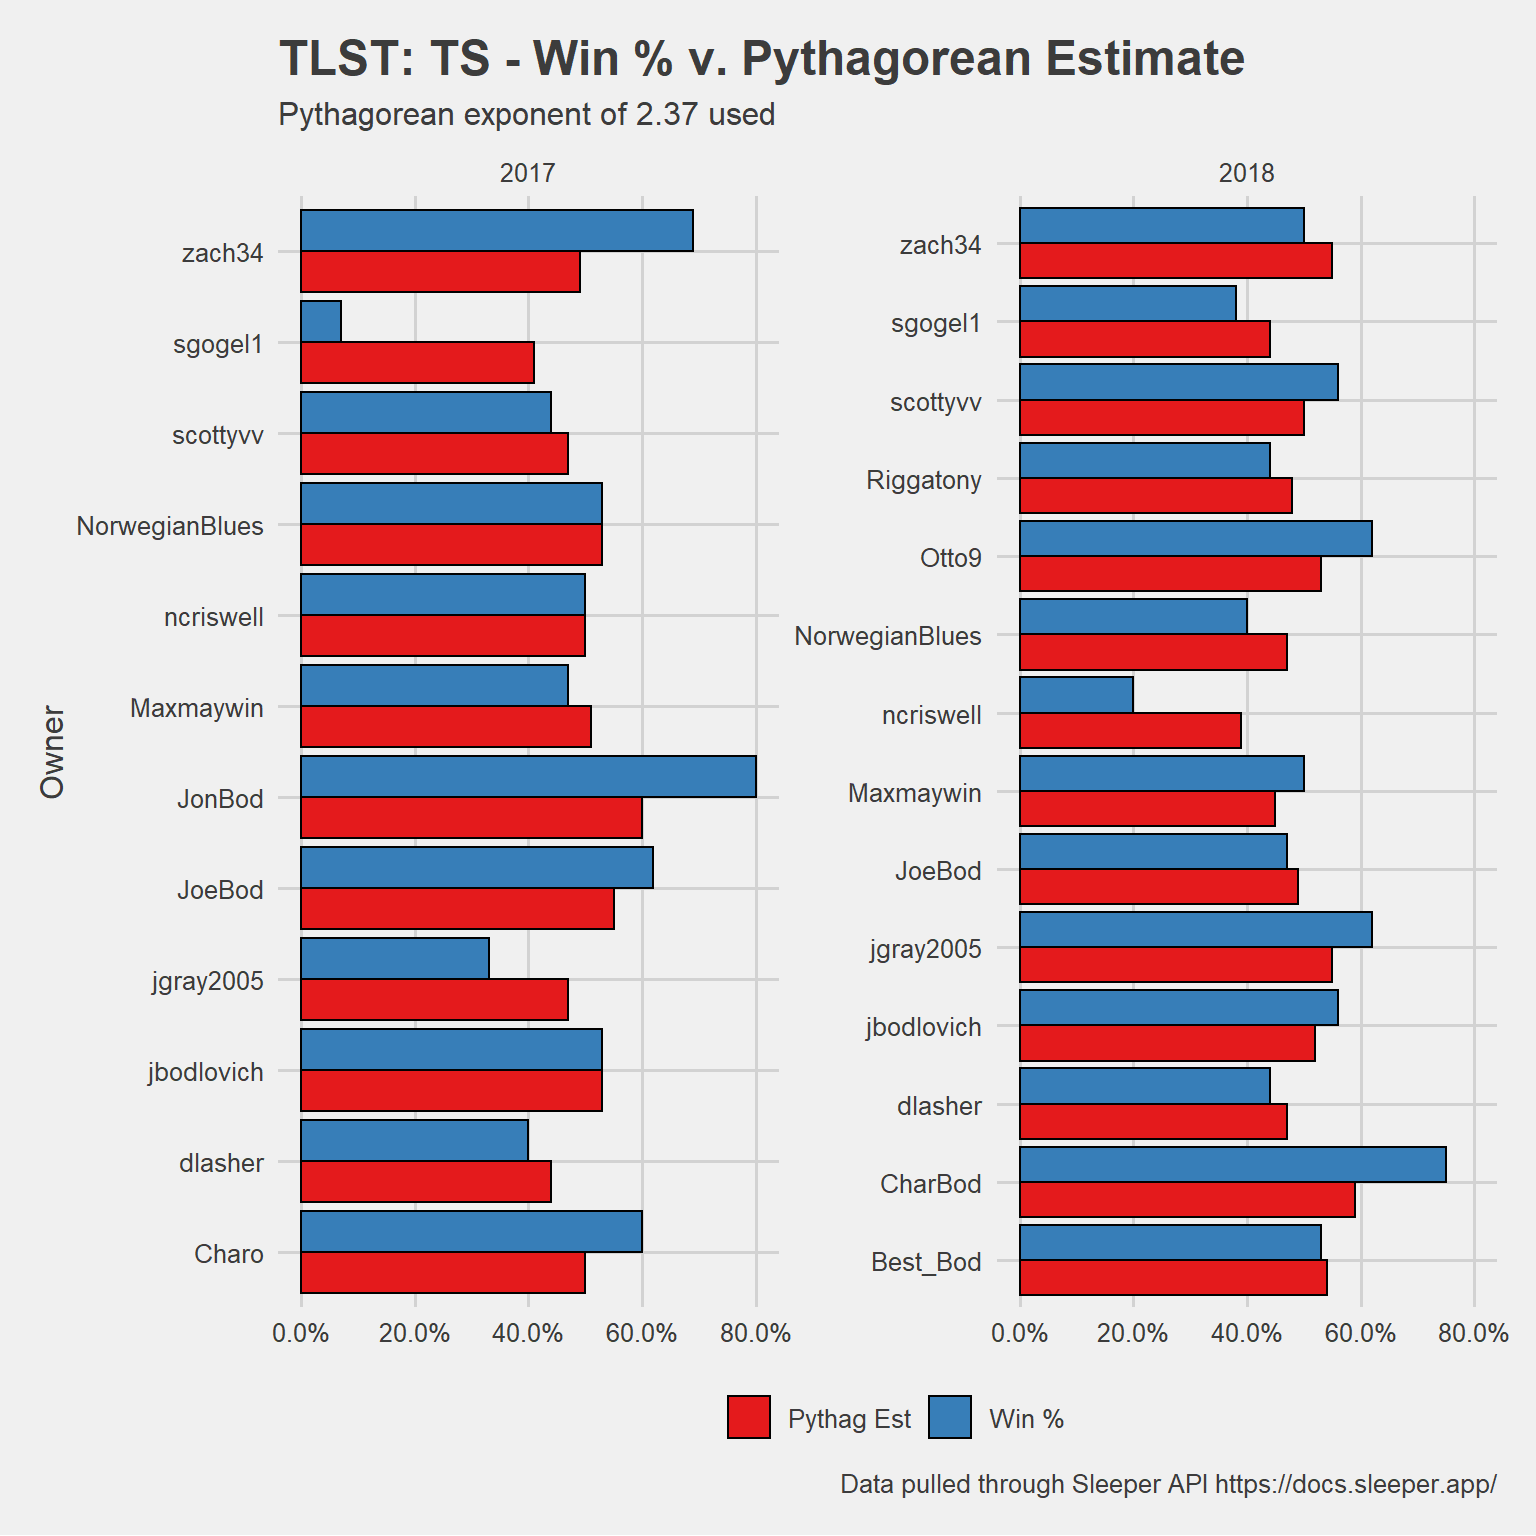 TLST: TS - Win % v. Pythagorean Estimate
Pythagorean exponent of 2.37 used
2017
zach34
sgogel1
scottyvv
NorwegianBlues
ncriswell
Maxmaywin
JonBod
JoeBod
jgray2005
jbodlovich
dlasher
Charo
0.0% 20.0% 40.0% 60.0% 80.0%
2018
zach34
sgogel1
scottyvv
Riggatony
Otto9
NorwegianBlues
ncriswell
Maxmaywin
JoeBod
jgray2005
jbodlovich
dlasher
CharBod
Best_Bod
0.0% 20.0% 40.0% 60.0% 80.0%
Owner
Pythag Est Win %
Data pulled through Sleeper API https://docs.sleeper.app/